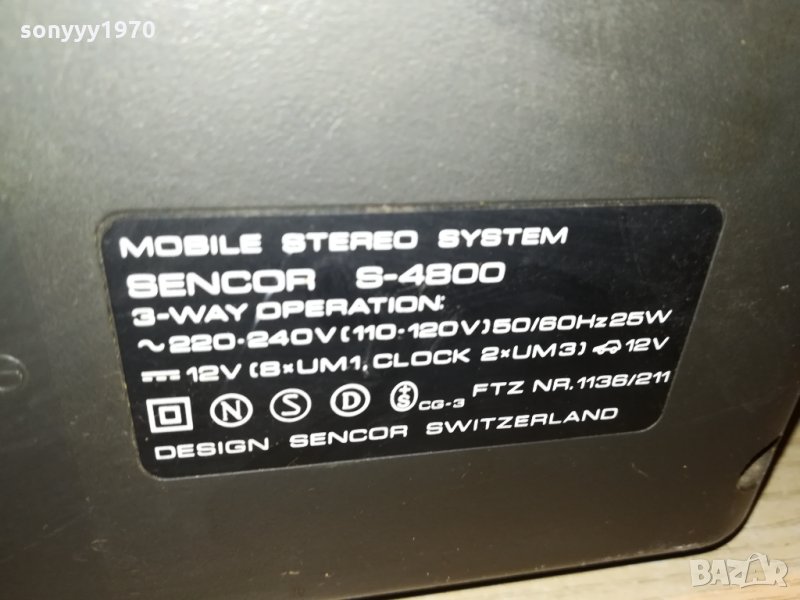 sonyyy1970
MOBILE STEREO SYSTEM
SENCOR S-4800
3-WAY OPERATION:
~220-240V(110-120V)50/60Hz25W
12V (8×UM1, CLOCK 2×UM3) 12V
N S D +S CG-3 FTZ NR.1136/211
DESIGN SENCOR SWITZERLAND
BAZAR